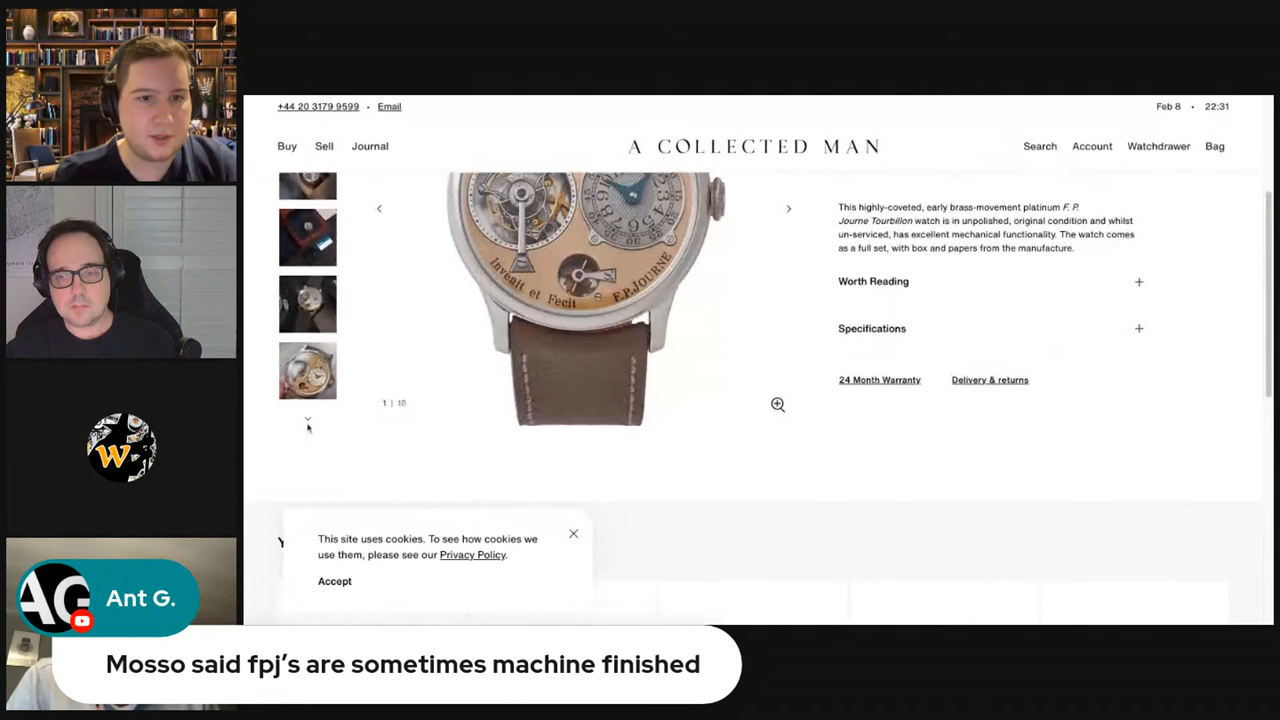 +44 20 3179 9599 • Email
Feb 8 • 22:31
Buy Sell Journal
A COLLECTED MAN
Search Account Watchdrawer Bag
This highly-coveted, early brass-movement platinum F. P.
Journe Tourbillon watch is in unpolished, original condition and whilst
un-serviced, has excellent mechanical functionality. The watch comes
as a full set, with box and papers from the manufacture.
Worth Reading +
Specifications +
24 Month Warranty Delivery & returns
Invenit et Fecit F.P.JOURNE
1 | 18
This site uses cookies. To see how cookies we
use them, please see our Privacy Policy.
Accept
Y
W
AG
Ant G.
Mosso said fpj's are sometimes machine finished